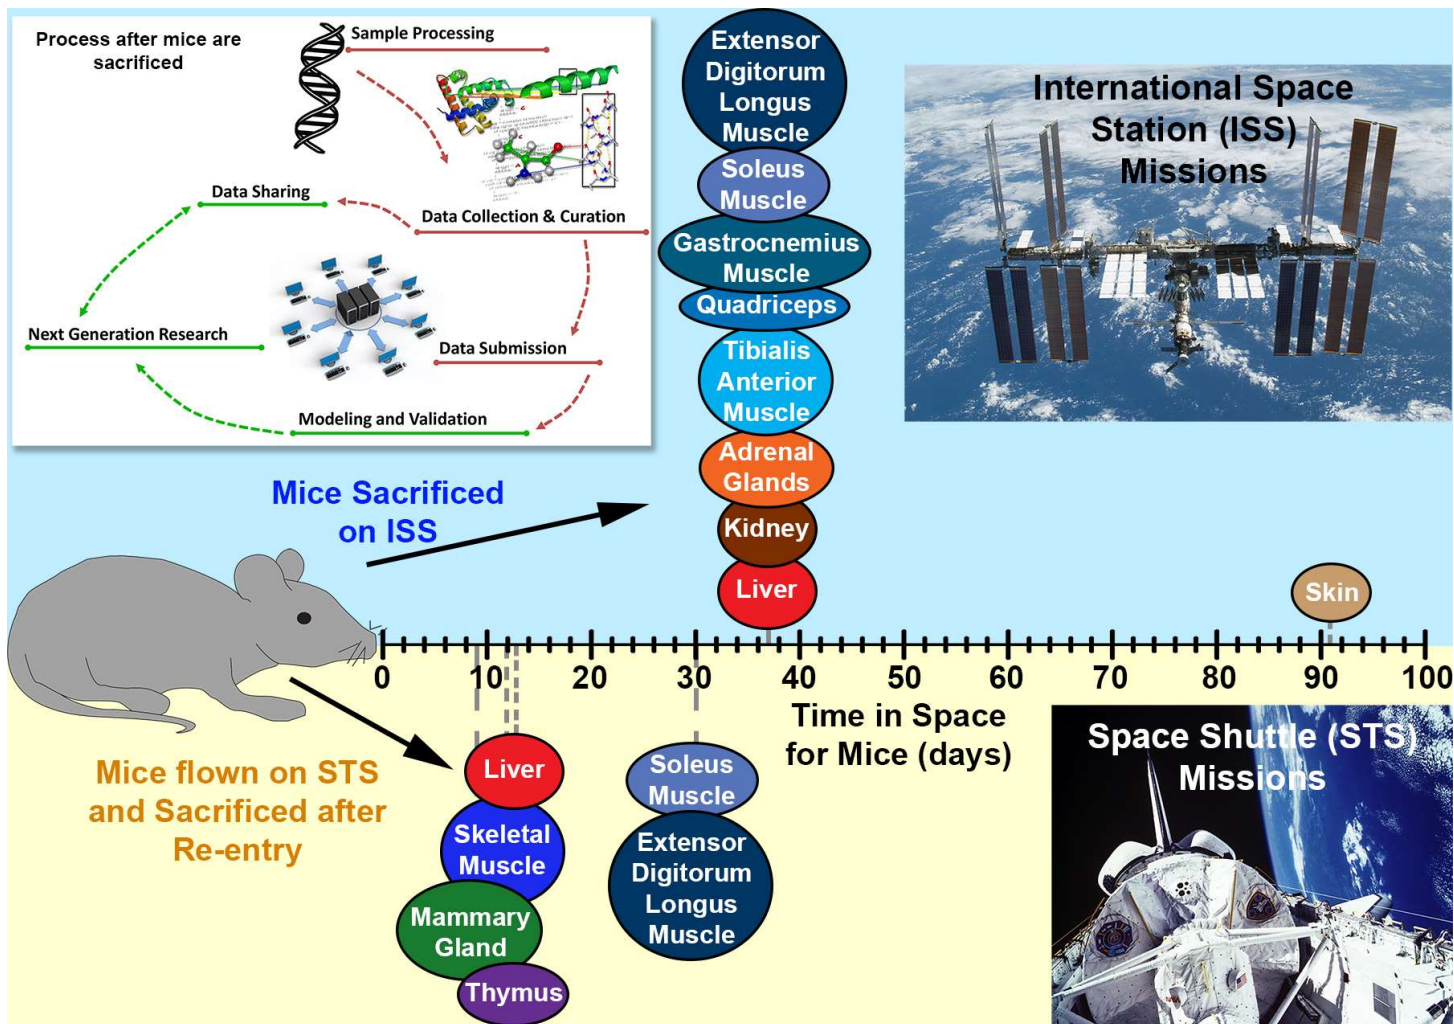 Process after mice are
sacrificed
Sample Processing
Data Sharing
Data Collection & Curation
Next Generation Research
Data Submission
Modeling and Validation
Extensor
Digitorum
Longus
Muscle
Soleus
Muscle
Gastrocnemius
Muscle
Quadriceps
Tibialis
Anterior
Muscle
Adrenal
Glands
Kidney
Liver
International Space
Station (ISS)
Missions
Mice Sacrificed
on ISS
Skin
0 10 20 30 40 50 60 70 80 90 100
Time in Space
for Mice (days)
Mice flown on STS
and Sacrificed after
Re-entry
Liver
Skeletal
Muscle
Mammary
Gland
Thymus
Soleus
Muscle
Extensor
Digitorum
Longus
Muscle
Space Shuttle (STS)
Missions